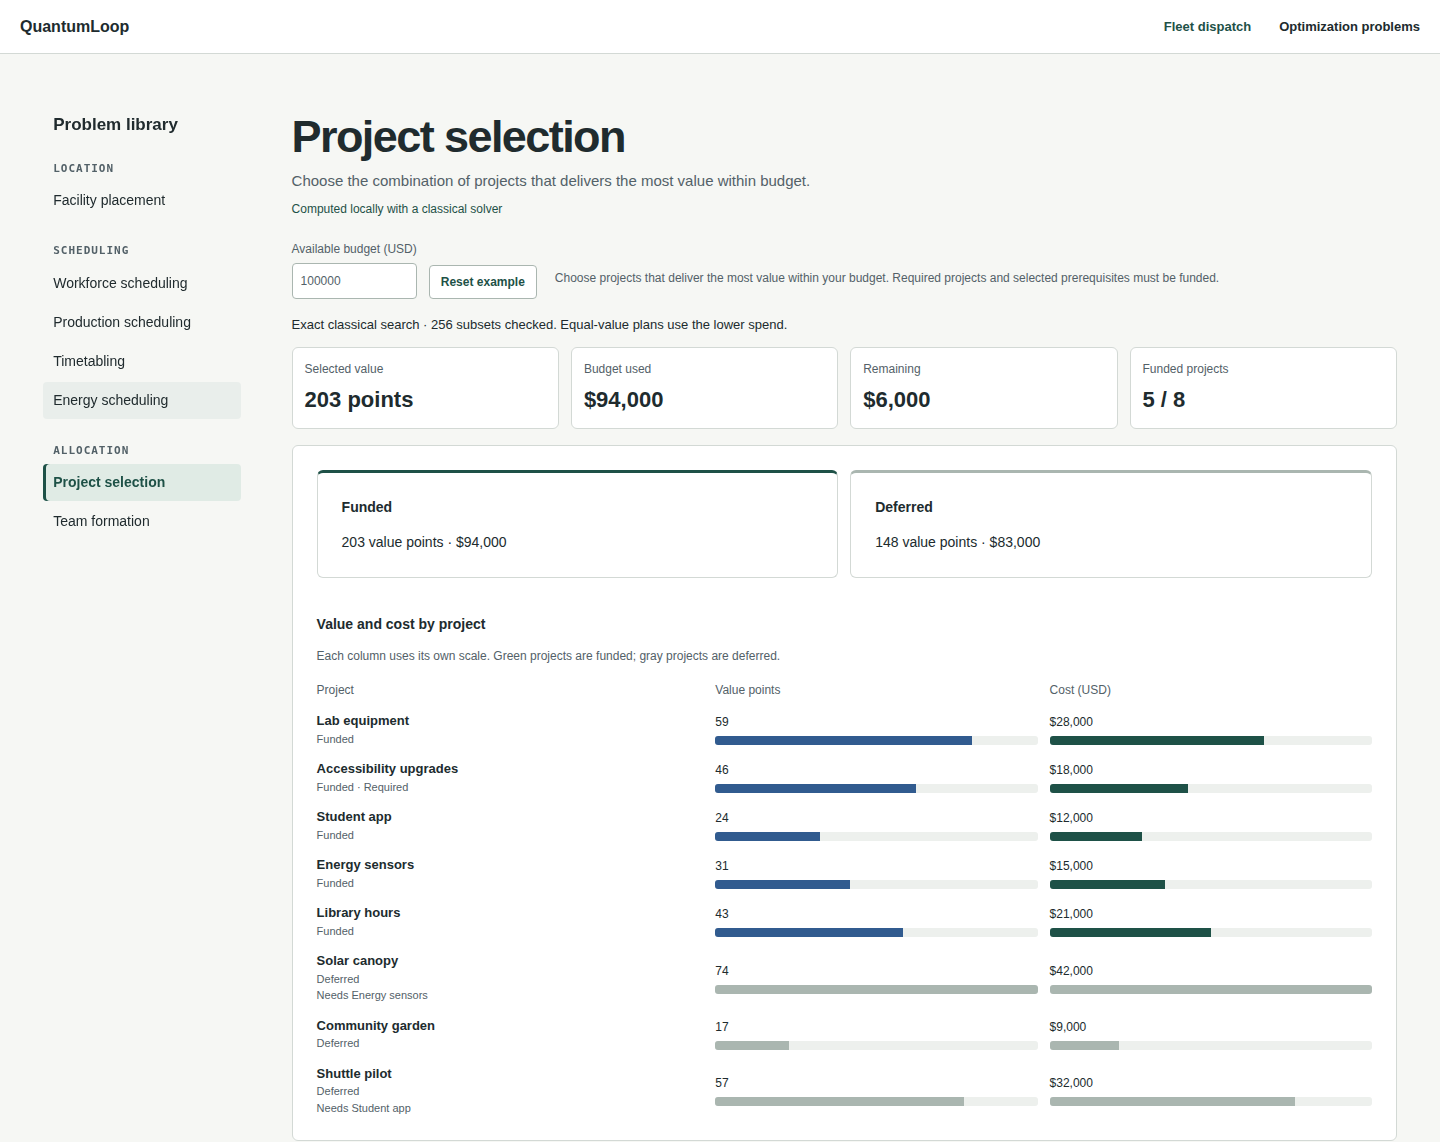 QuantumLoop
Fleet dispatch
Optimization problems
Problem library
LOCATION
Facility placement
SCHEDULING
Workforce scheduling
Production scheduling
Timetabling
Energy scheduling
ALLOCATION
Project selection
Team formation
Project selection
Choose the combination of projects that delivers the most value within budget.
Computed locally with a classical solver
Available budget (USD)
100000
Reset example
Choose projects that deliver the most value within your budget. Required projects and selected prerequisites must be funded.
Exact classical search · 256 subsets checked. Equal-value plans use the lower spend.
Selected value
203 points
Budget used
$94,000
Remaining
$6,000
Funded projects
5 / 8
Funded
203 value points · $94,000
Deferred
148 value points · $83,000
Value and cost by project
Each column uses its own scale. Green projects are funded; gray projects are deferred.
Project Value points Cost (USD)
Lab equipment
Funded
59
$28,000
Accessibility upgrades
Funded · Required
46
$18,000
Student app
Funded
24
$12,000
Energy sensors
Funded
31
$15,000
Library hours
Funded
43
$21,000
Solar canopy
Deferred
Needs Energy sensors
74
$42,000
Community garden
Deferred
17
$9,000
Shuttle pilot
Deferred
Needs Student app
57
$32,000